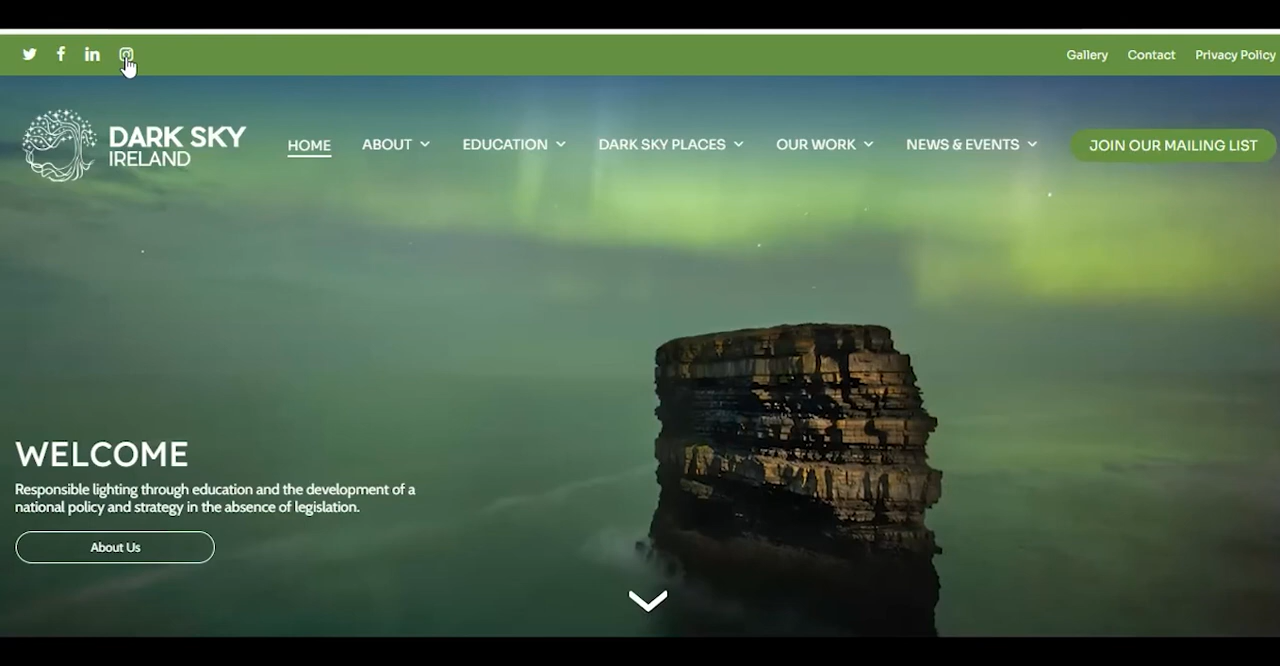 Gallery Contact Privacy Policy
DARK SKY
IRELAND
HOME ABOUT EDUCATION DARK SKY PLACES OUR WORK NEWS & EVENTS JOIN OUR MAILING LIST
WELCOME
Responsible lighting through education and the development of a
national policy and strategy in the absence of legislation.
About Us